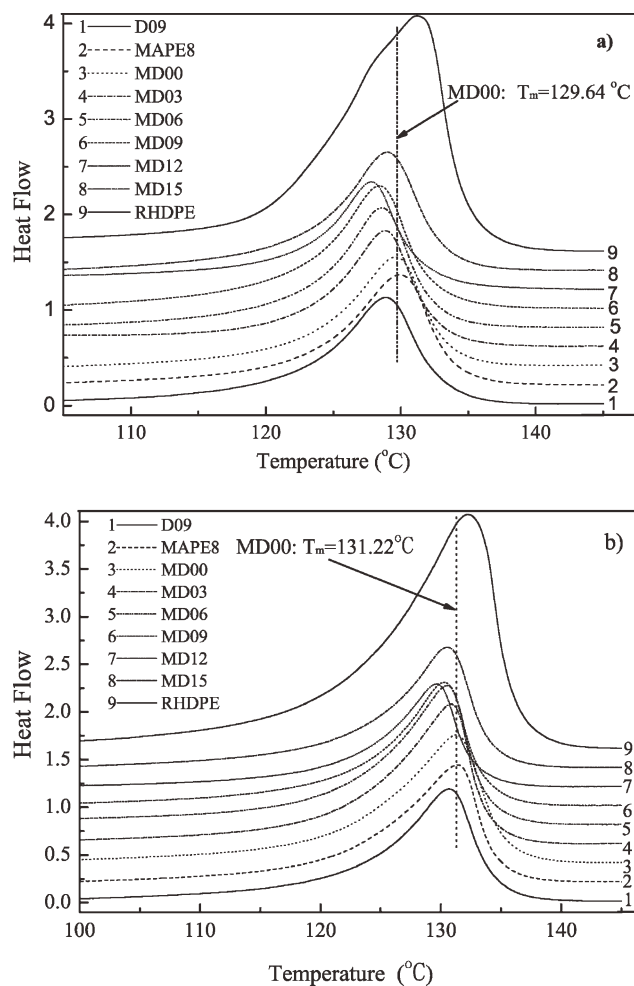 a)
4
3
2
1
0
Heat Flow
1 D09
2 MAPE8
3 MD00
4 MD03
5 MD06
6 MD09
7 MD12
8 MD15
9 RHDPE
MD00: Tm=129.64 °C
9
8
7
6
5
4
3
2
1
110 120 130 140
Temperature (°C)
b)
4.0
3.5
3.0
2.5
2.0
1.5
1.0
0.5
0.0
Heat Flow
1 D09
2 MAPE8
3 MD00
4 MD03
5 MD06
6 MD09
7 MD12
8 MD15
9 RHDPE
MD00: Tm=131.22°C
9
8
7
6
5
4
3
2
1
100 110 120 130 140
Temperature (°C)